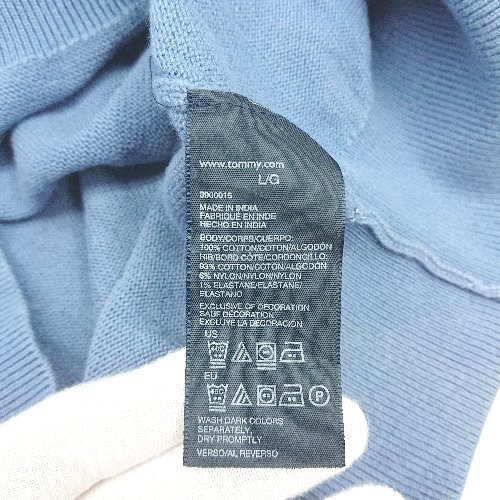 www.tommy.com
L/G
3900015
MADE IN INDIA
FABRIQUÉ EN INDE
HECHO EN INDIA
BODY/CORPS/CUERPO:
100% COTTON/COTON/ALGODÓN
RIB/BORD CÔTE/CORDONCILLO:
93% COTTON/COTON/ALGODÓN
6% NYLON/NYLON/NYLON
1% ELASTANE/ELASTANE/
ELASTANO
EXCLUSIVE OF DECORATION
SAUF DECORATION
EXCLUYE LA DECORACIÓN
US
EU
P
WASH DARK COLORS
SEPARATELY,
DRY PROMPTLY
VERSO/AL REVERSO